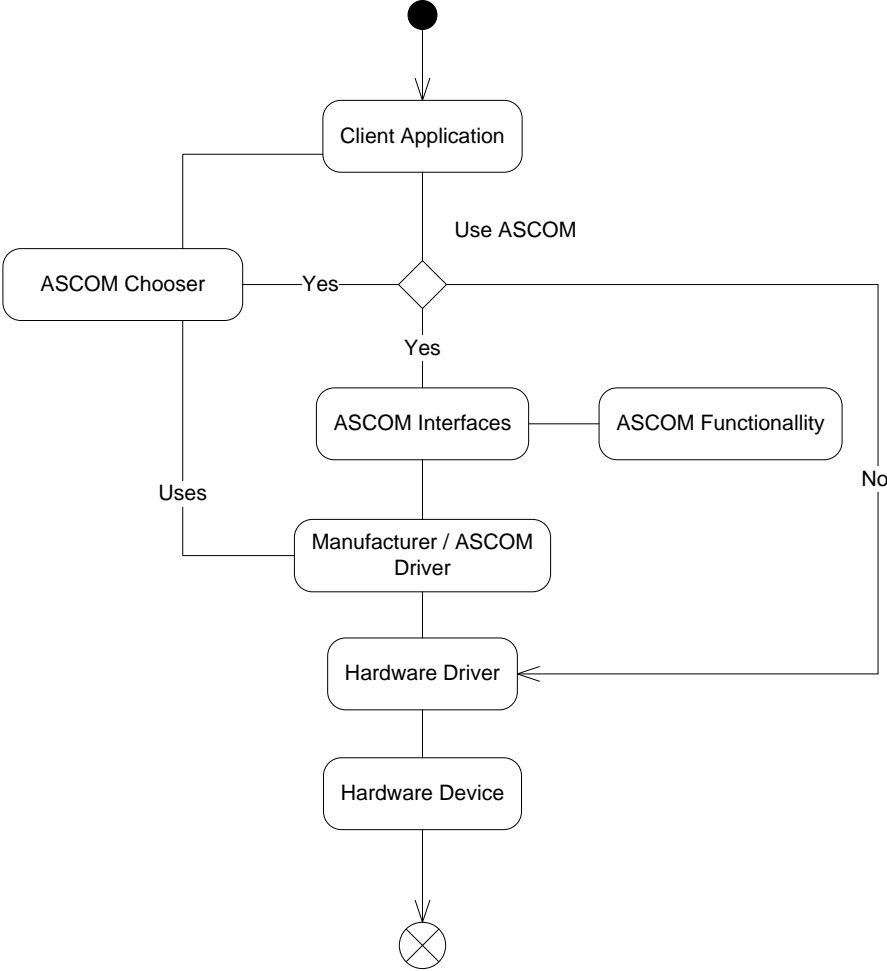 Client Application
Use ASCOM
ASCOM Chooser
Yes
Yes
ASCOM Interfaces
ASCOM Functionallity
No
Uses
Manufacturer / ASCOM
Driver
Hardware Driver
Hardware Device